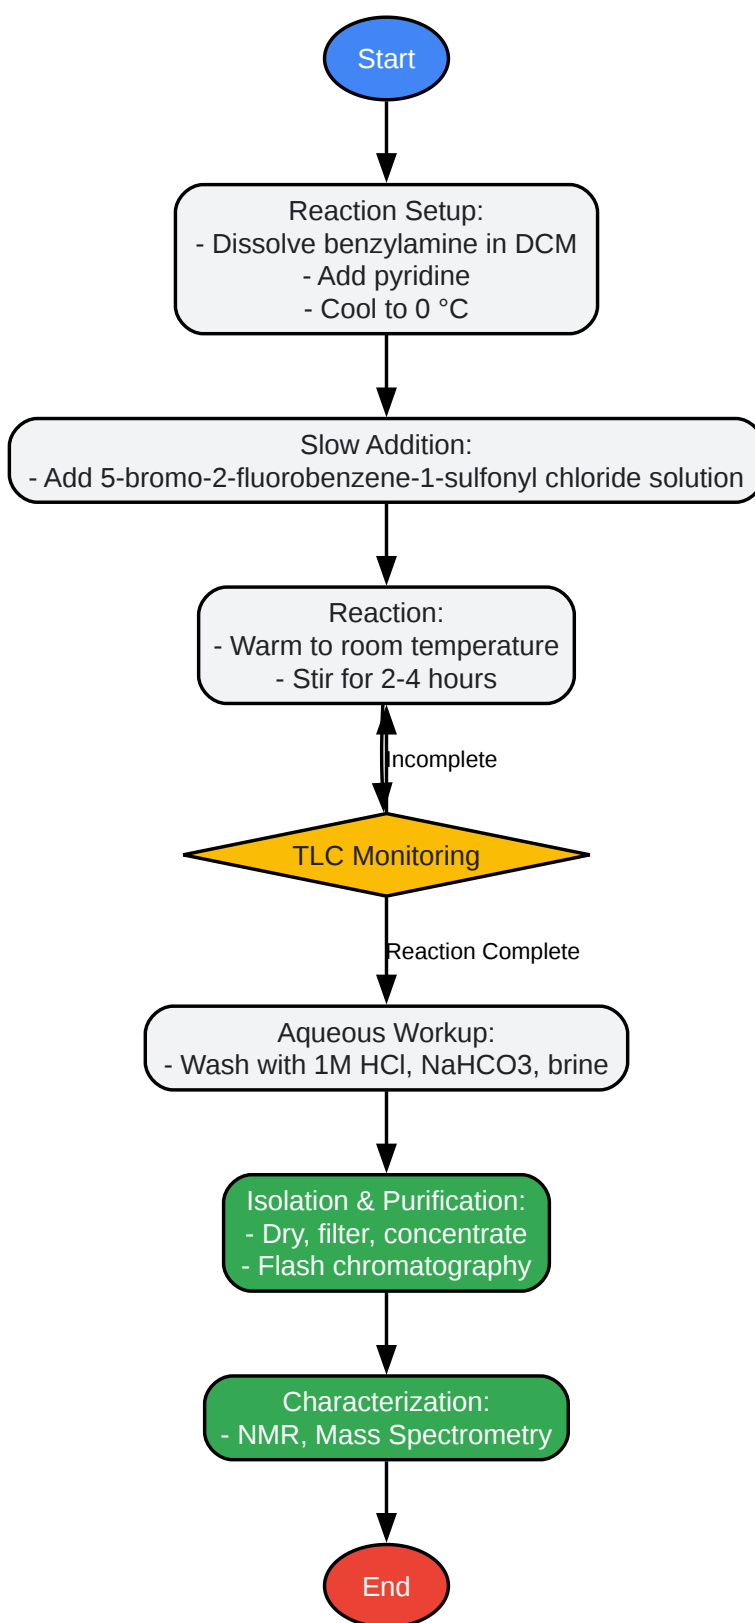 Start
Reaction Setup:
- Dissolve benzylamine in DCM
- Add pyridine
- Cool to 0 °C
Slow Addition:
- Add 5-bromo-2-fluorobenzene-1-sulfonyl chloride solution
Reaction:
- Warm to room temperature
- Stir for 2-4 hours
Incomplete
TLC Monitoring
Reaction Complete
Aqueous Workup:
- Wash with 1M HCl, NaHCO3, brine
Isolation & Purification:
- Dry, filter, concentrate
- Flash chromatography
Characterization:
- NMR, Mass Spectrometry
End